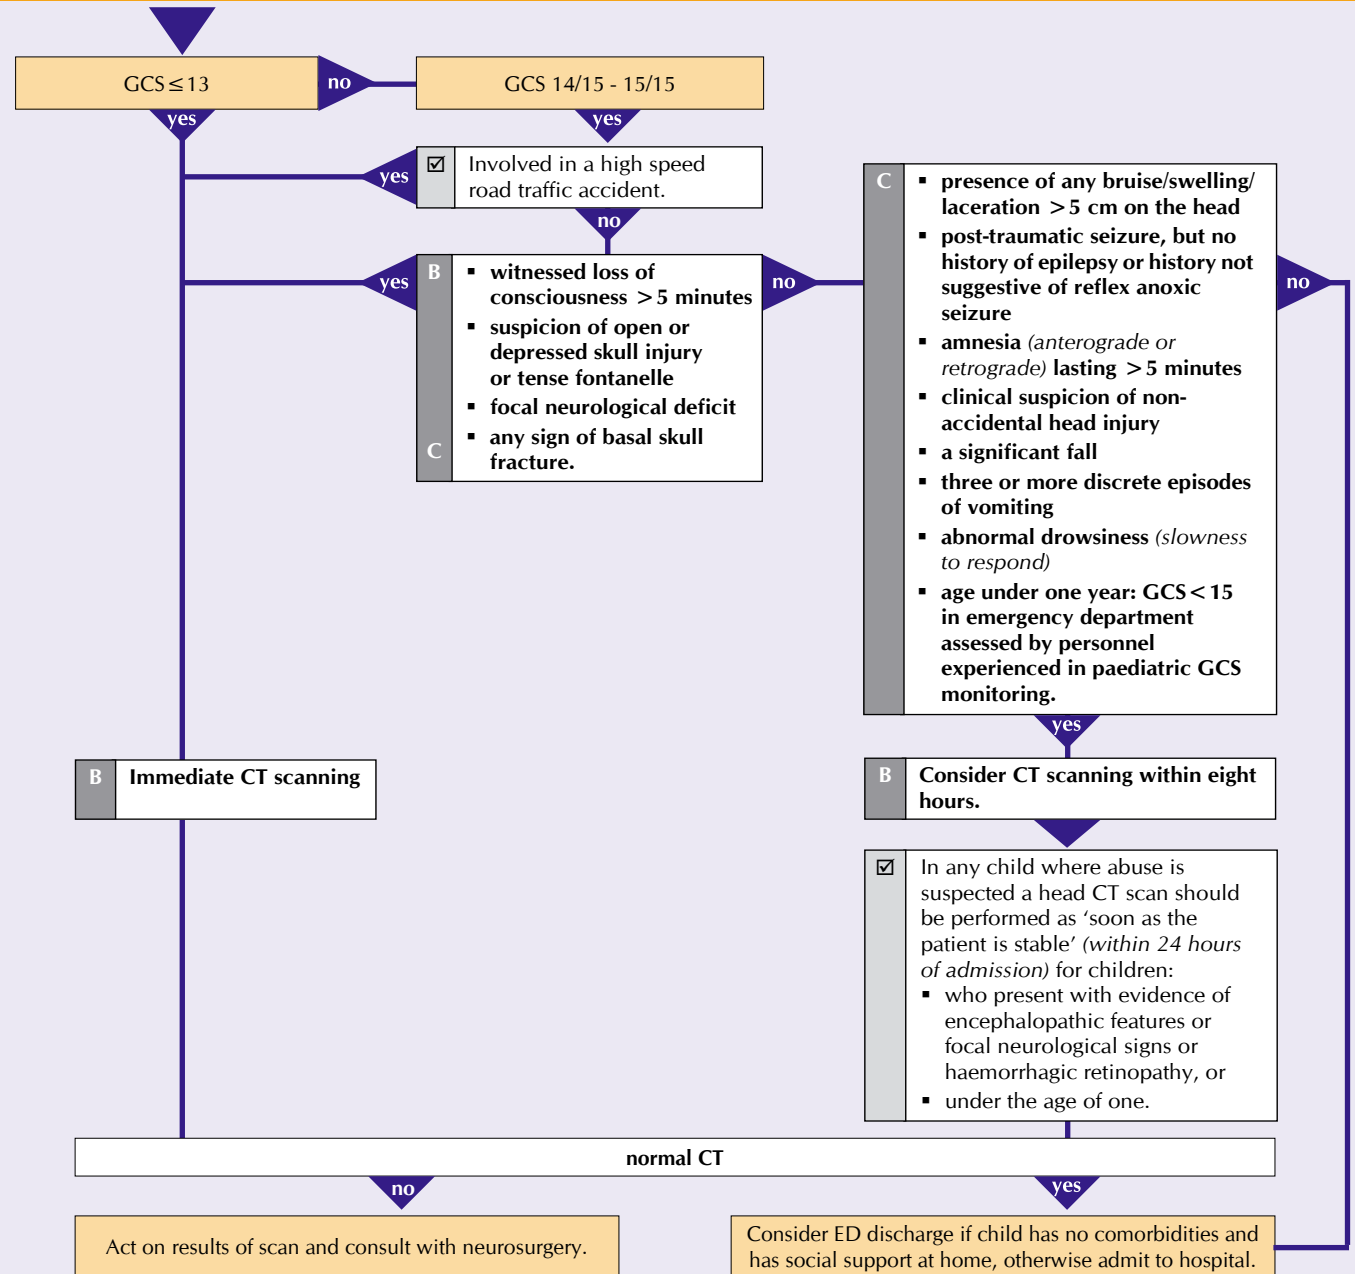 GCS ≤ 13
no
GCS 14/15 - 15/15
yes
yes
☑
Involved in a high speed
road traffic accident.
yes
no
B
▪ witnessed loss of
consciousness >5 minutes
▪ suspicion of open or
depressed skull injury
or tense fontanelle
▪ focal neurological deficit
C
▪ any sign of basal skull
fracture.
yes
no
C
▪ presence of any bruise/swelling/
laceration >5 cm on the head
▪ post-traumatic seizure, but no
history of epilepsy or history not
suggestive of reflex anoxic
seizure
▪ amnesia (anterograde or
retrograde) lasting >5 minutes
▪ clinical suspicion of non-
accidental head injury
▪ a significant fall
▪ three or more discrete episodes
of vomiting
▪ abnormal drowsiness (slowness
to respond)
▪ age under one year: GCS<15
in emergency department
assessed by personnel
experienced in paediatric GCS
monitoring.
no
yes
B
Immediate CT scanning
B
Consider CT scanning within eight
hours.
☑
In any child where abuse is
suspected a head CT scan should
be performed as ‘soon as the
patient is stable’ (within 24 hours
of admission) for children:
▪ who present with evidence of
encephalopathic features or
focal neurological signs or
haemorrhagic retinopathy, or
▪ under the age of one.
normal CT
no
yes
Act on results of scan and consult with neurosurgery.
Consider ED discharge if child has no comorbidities and
has social support at home, otherwise admit to hospital.